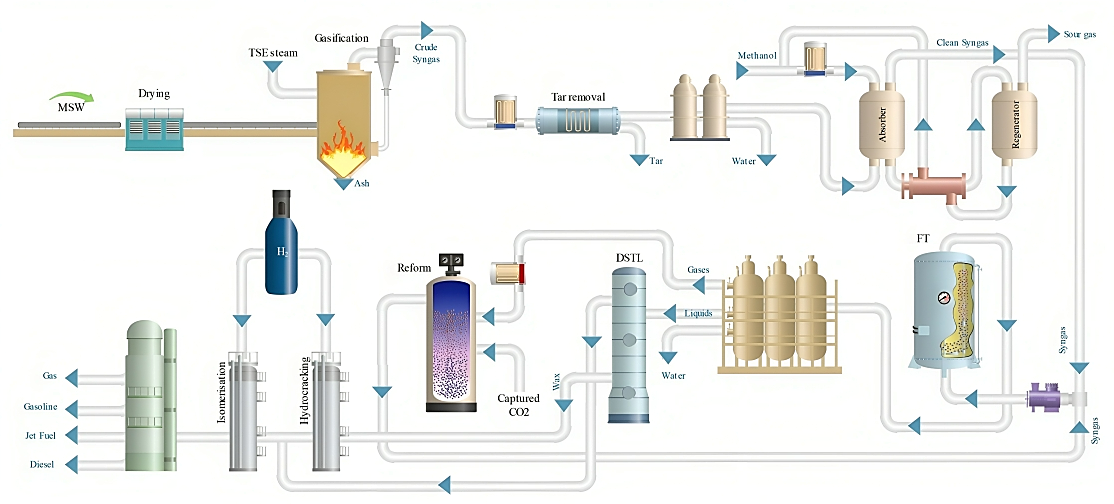 Gasification
TSE steam
Crude
Syngas
Methanol
Clean Syngas
Sour gas
MSW
Drying
Tar removal
Absorber
Regenerator
Tar
Water
Ash
H2
Reform
DSTL
FT
Gases
Liquids
Water
Syngas
Captured
CO2
Wax
Isomerisation
Hydrocracking
Gas
Gasoline
Jet Fuel
Diesel
Syngas